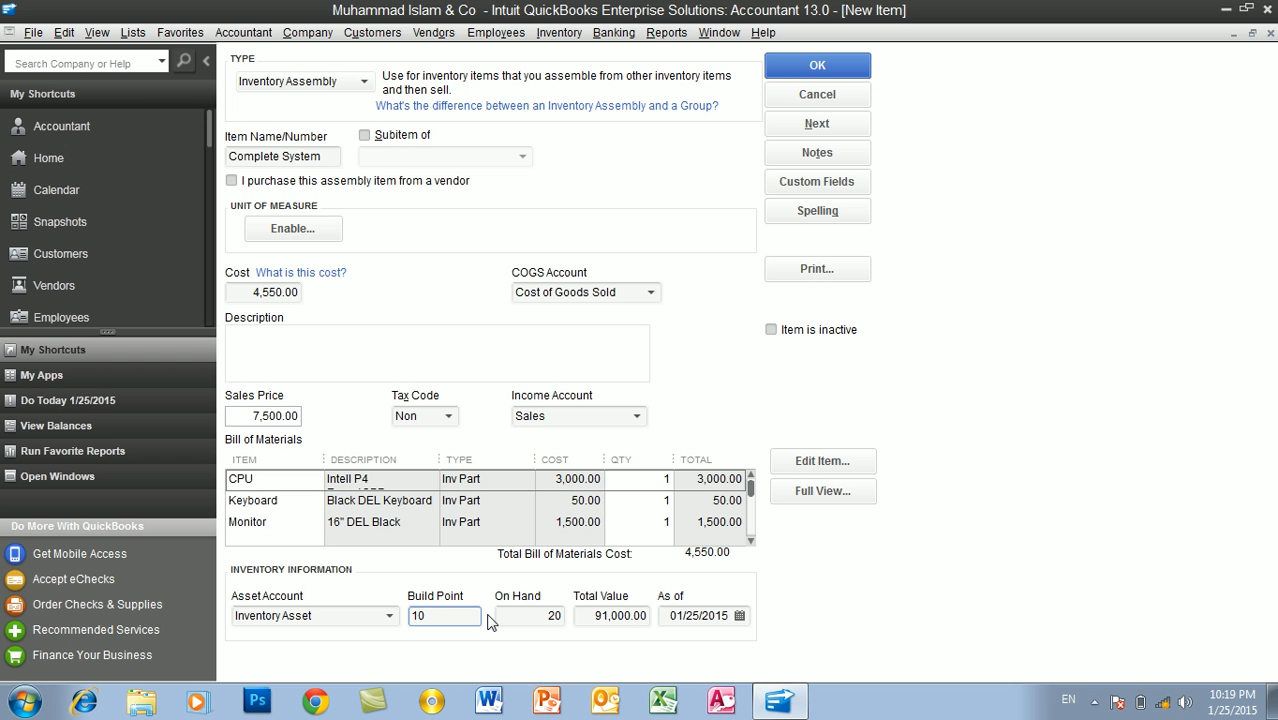 Muhammad Islam & Co - Intuit QuickBooks Enterprise Solutions: Accountant 13.0 - [New Item]
File Edit View Lists Favorites Accountant Company Customers Vendors Employees Inventory Banking Reports Window Help
Search Company or Help
My Shortcuts
Accountant
Home
Calendar
Snapshots
Customers
Vendors
Employees
My Shortcuts
My Apps
Do Today 1/25/2015
View Balances
Run Favorite Reports
Open Windows
Do More With QuickBooks
Get Mobile Access
Accept eChecks
Order Checks & Supplies
Recommended Services
Finance Your Business
TYPE
Inventory Assembly
Use for inventory items that you assemble from other inventory items
and then sell.
What's the difference between an Inventory Assembly and a Group?
Item Name/Number
Subitem of
Complete System
I purchase this assembly item from a vendor
UNIT OF MEASURE
Enable...
Cost What is this cost? COGS Account
4,550.00 Cost of Goods Sold
Description
Sales Price Tax Code Income Account
7,500.00 Non Sales
Bill of Materials
ITEM DESCRIPTION TYPE COST QTY TOTAL
CPU Intell P4 Inv Part 3,000.00 1 3,000.00
Keyboard Black DEL Keyboard Inv Part 50.00 1 50.00
Monitor 16" DEL Black Inv Part 1,500.00 1 1,500.00
Total Bill of Materials Cost: 4,550.00
INVENTORY INFORMATION
Asset Account Build Point On Hand Total Value As of
Inventory Asset 10 20 91,000.00 01/25/2015
OK
Cancel
Next
Notes
Custom Fields
Spelling
Print...
Item is inactive
Edit Item...
Full View...
Ps
EN
10:19 PM
1/25/2015